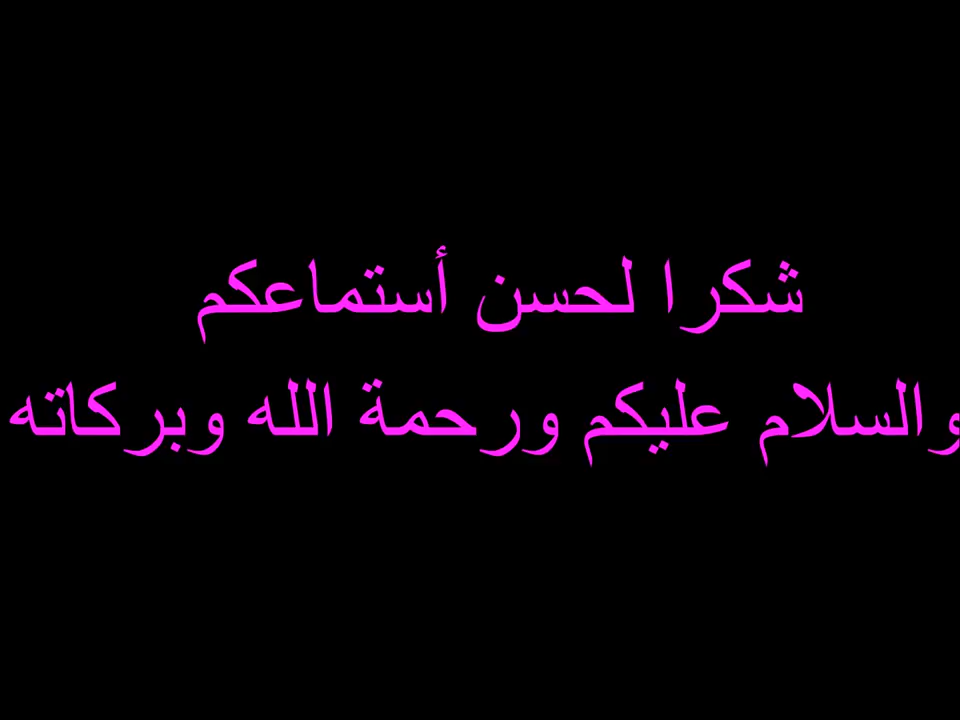 شكرا لحسن أستماعكم
والسلام عليكم ورحمة الله وبركاته